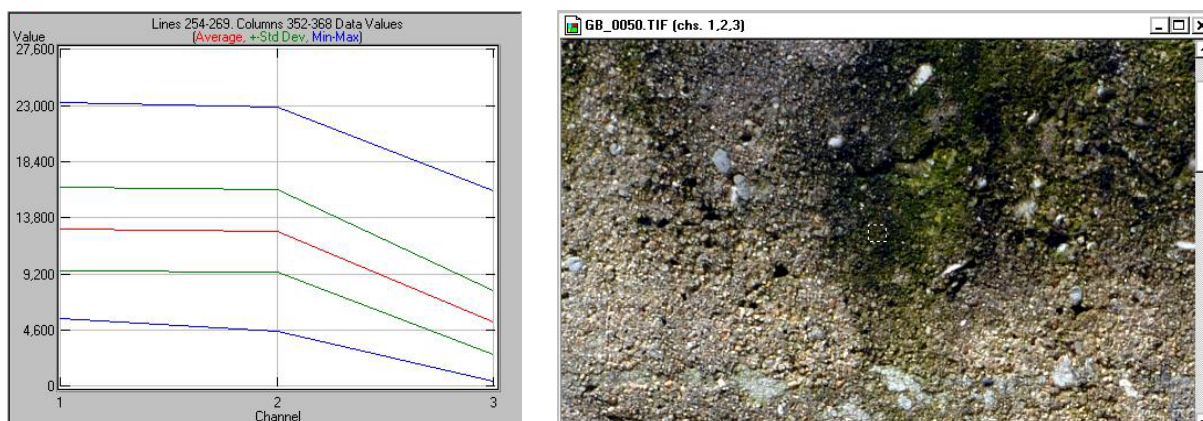 Lines 254-269. Columns 352-368 Data Values
Value
(Average, +-Std Dev, Min-Max)
27,600
23,000
18,400
13,800
9,200
4,600
0
1
2
3
Channel
GB_0050.TIF (chs. 1,2,3)